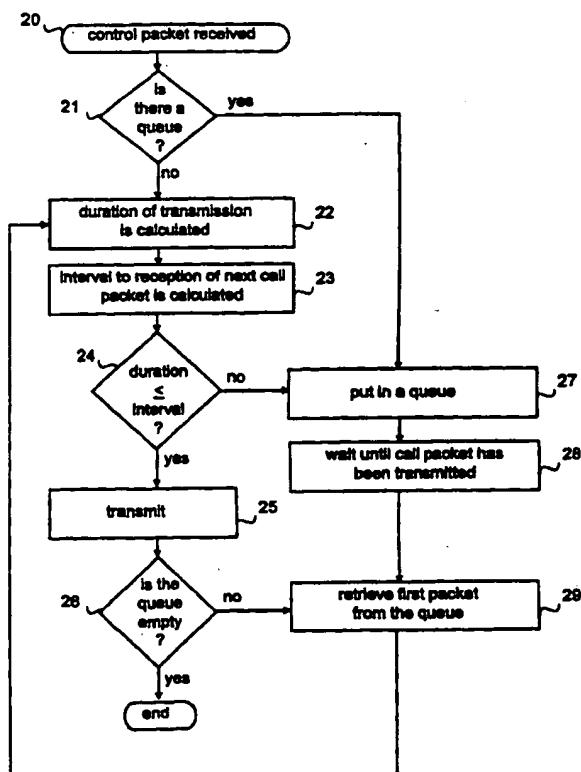 20
control packet received
21
is
there a
queue
?
yes
no
duration of transmission
is calculated
22
interval to reception of next call
packet is calculated
23
24
duration
≤
interval
?
no
yes
put in a queue
27
wait until call packet has
been transmitted
28
transmit
25
26
is the
queue
empty
?
no
yes
retrieve first packet
from the queue
29
end